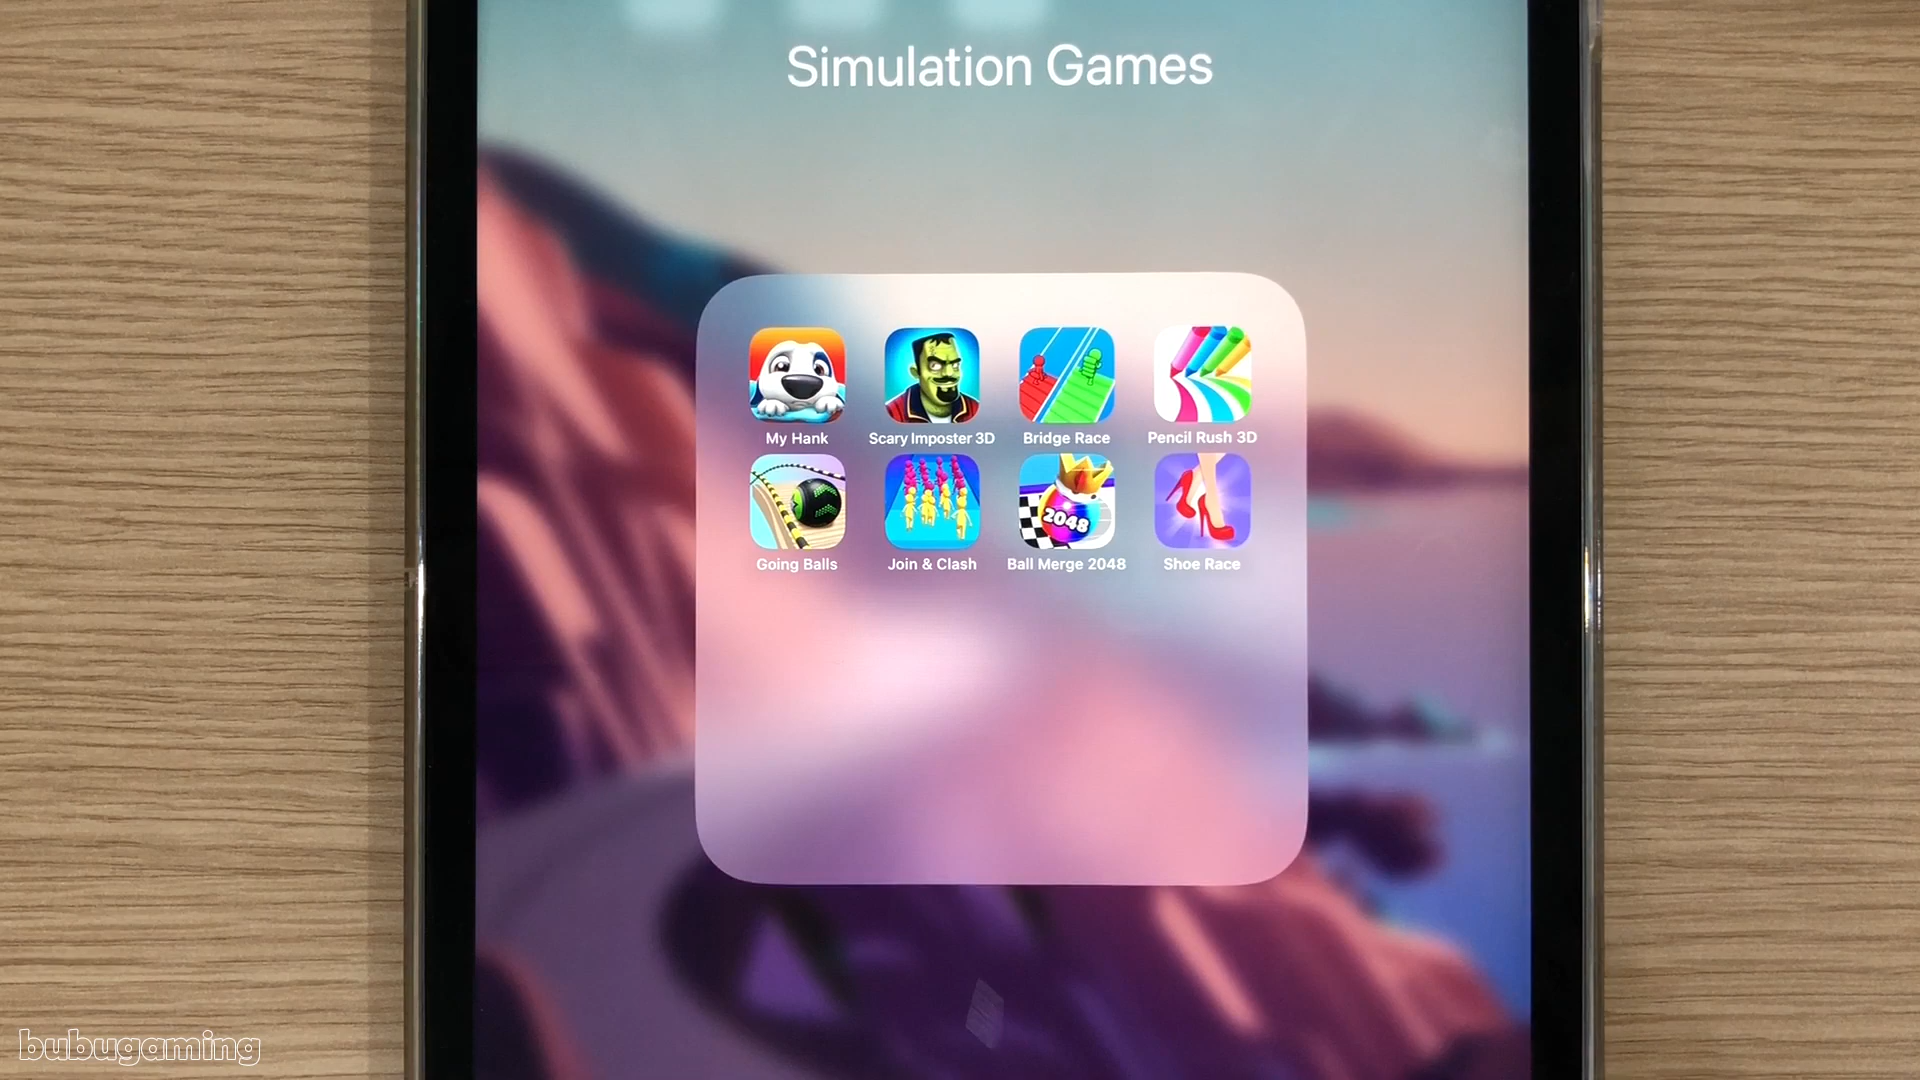 Simulation Games
My Hank
Scary Imposter 3D
Bridge Race
Pencil Rush 3D
2048
Going Balls
Join & Clash
Ball Merge 2048
Shoe Race
bubugaming